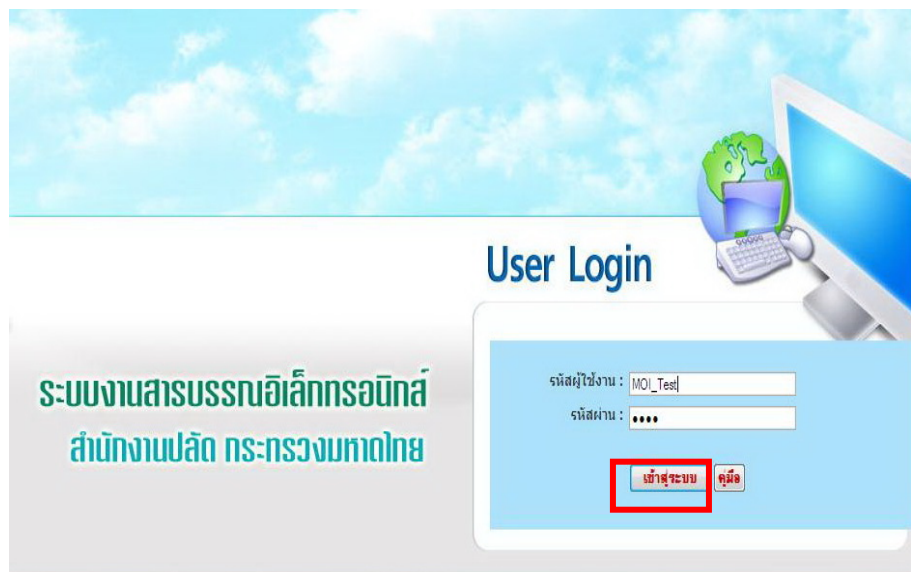 User Login
ระบบงานสารบรรณอิเล็กทรอนิกส์
สำนักงานปลัด กระทรวงมหาดไทย
รหัสผู้ใช้งาน : MOI_Test
รหัสผ่าน : ••••
เข้าสู่ระบบ คู่มือ